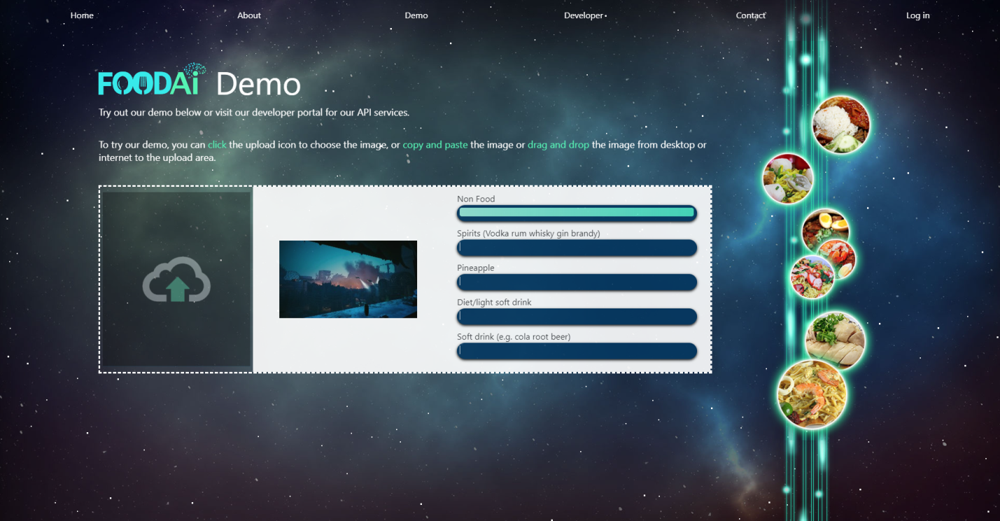 Home About Demo Developer Contact Log in
FOODAi Demo
Try out our demo below or visit our developer portal for our API services.
To try our demo, you can click the upload icon to choose the image, or copy and paste the image or drag and drop the image from desktop or
internet to the upload area.
Non Food
Spirits (Vodka rum whisky gin brandy)
Pineapple
Diet/light soft drink
Soft drink (e.g. cola root beer)